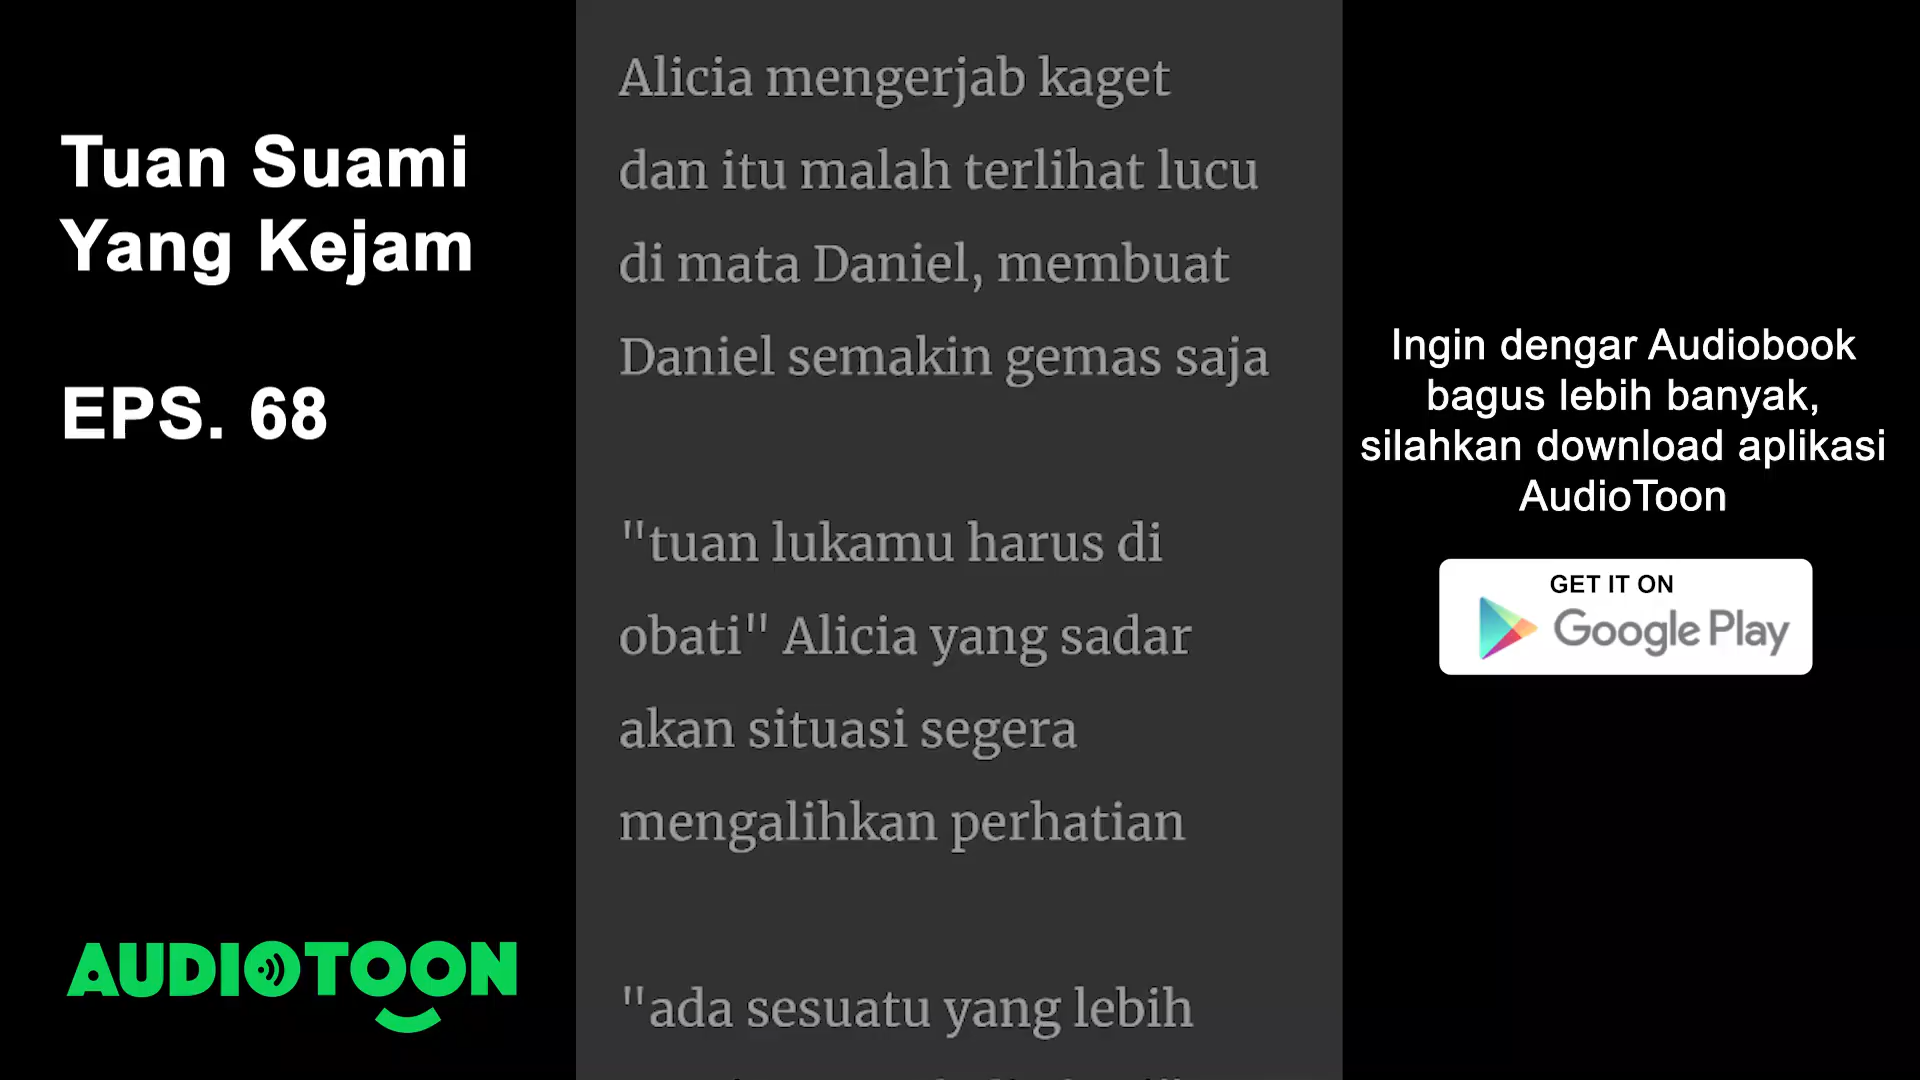 Tuan Suami
Yang Kejam
EPS. 68
AUDIOTOON
Alicia mengerjab kaget
dan itu malah terlihat lucu
di mata Daniel, membuat
Daniel semakin gemas saja
"tuan lukamu harus di
obati" Alicia yang sadar
akan situasi segera
mengalihkan perhatian
"ada sesuatu yang lebih
Ingin dengar Audiobook
bagus lebih banyak,
silahkan download aplikasi
AudioToon
GET IT ON
Google Play